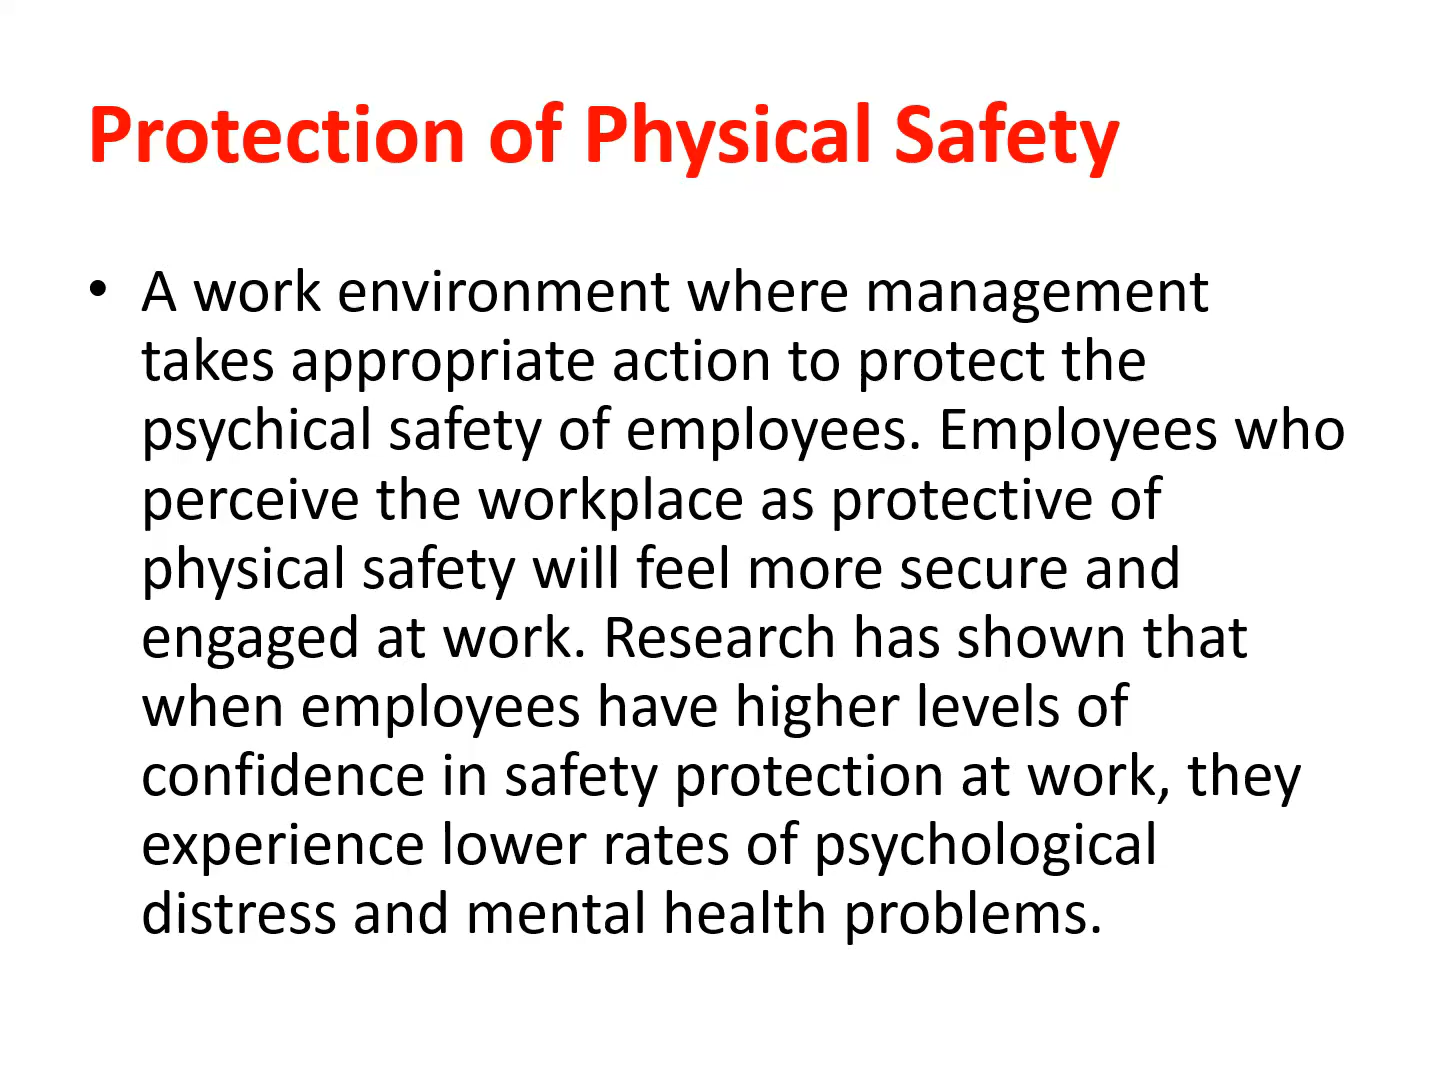 Protection of Physical Safety
• A work environment where management
takes appropriate action to protect the
psychical safety of employees. Employees who
perceive the workplace as protective of
physical safety will feel more secure and
engaged at work. Research has shown that
when employees have higher levels of
confidence in safety protection at work, they
experience lower rates of psychological
distress and mental health problems.